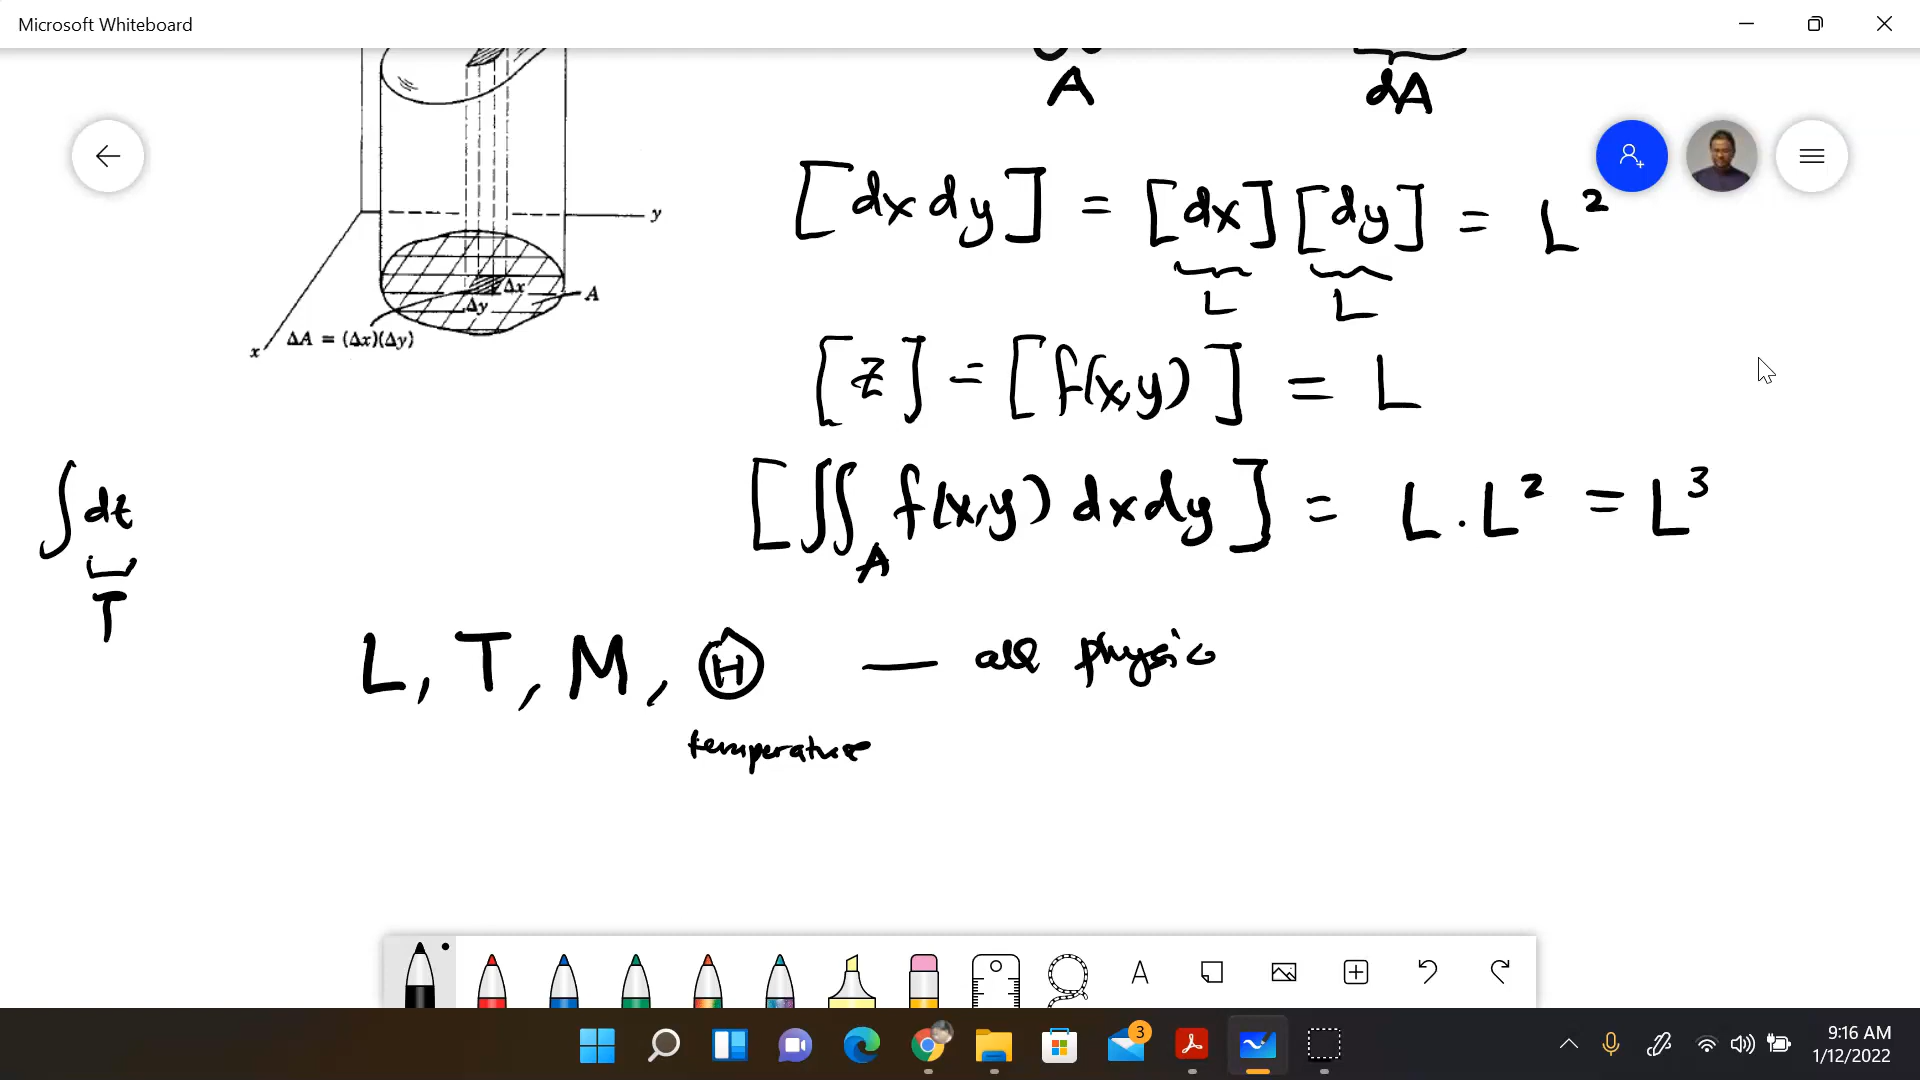 Microsoft Whiteboard
A
dA
[dx dy] = [dx] [dy] = L²
L L
y
Δx
Δy
A
ΔA = (Δx)(Δy)
x
[z] = [f(x,y)] = L
[∬_A f(x,y) dx dy] = L . L² = L³
∫dt
T
L, T, M, Ⓗ — all physics
temperature
A
3
9:16 AM
1/12/2022